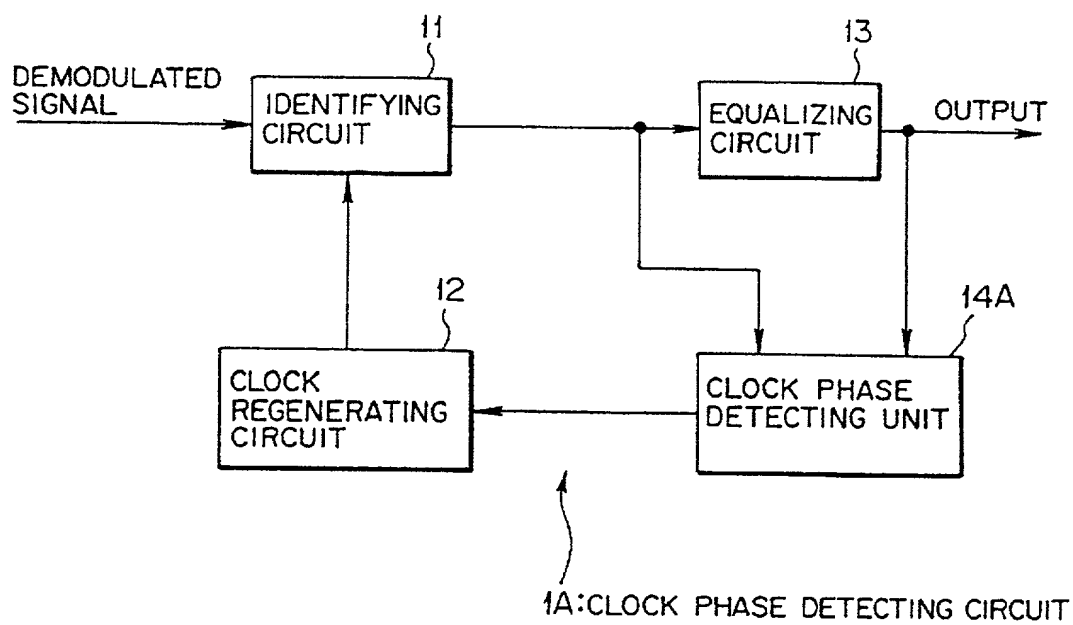 11
13
DEMODULATED
SIGNAL
IDENTIFYING
CIRCUIT
EQUALIZING
CIRCUIT
OUTPUT
12
14A
CLOCK
REGENERATING
CIRCUIT
CLOCK PHASE
DETECTING UNIT
1A:CLOCK PHASE DETECTING CIRCUIT